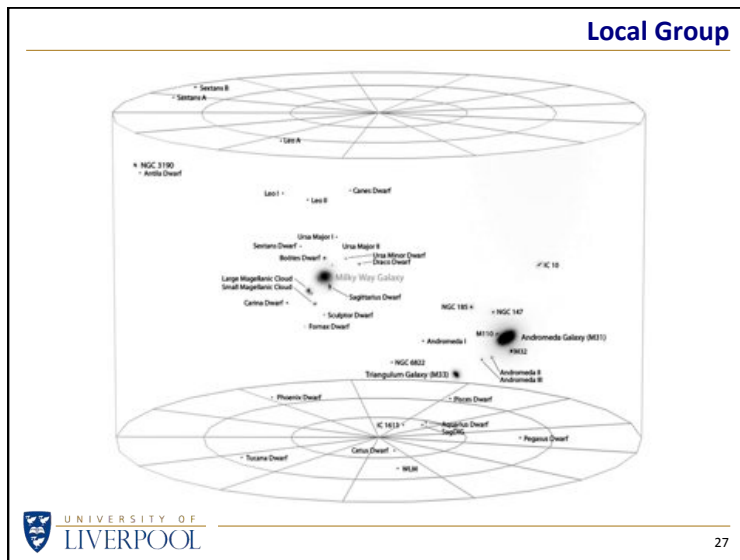 Local Group
Sextans B
Sextans A
Leo A
NGC 3190
Antila Dwarf
Leo I
Canes Dwarf
Leo II
Ursa Major I
Sextans Dwarf
Ursa Major II
Bootes Dwarf
Ursa Minor Dwarf
Draco Dwarf
IC 10
Milky Way Galaxy
Large Magellanic Cloud
Small Magellanic Cloud
Sagittarius Dwarf
Carina Dwarf
NGC 185
NGC 147
Sculptor Dwarf
Fornax Dwarf
M110
Andromeda Galaxy (M31)
Andromeda I
M32
NGC 6822
Andromeda II
Triangulum Galaxy (M33)
Andromeda III
Phoenix Dwarf
Pisces Dwarf
IC 1613
Aquarius Dwarf
SagDIG
Pegasus Dwarf
Cetus Dwarf
Tucana Dwarf
WLM
UNIVERSITY OF
LIVERPOOL
27